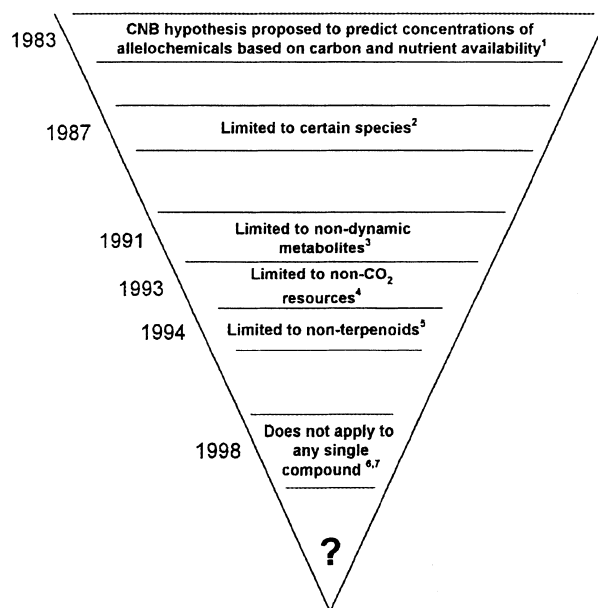 1983
CNB hypothesis proposed to predict concentrations of
allelochemicals based on carbon and nutrient availability¹
1987
Limited to certain species²
1991
Limited to non-dynamic
metabolites³
1993
Limited to non-CO₂
resources⁴
1994
Limited to non-terpenoids⁵
1998
Does not apply to
any single
compound ⁶,⁷
?